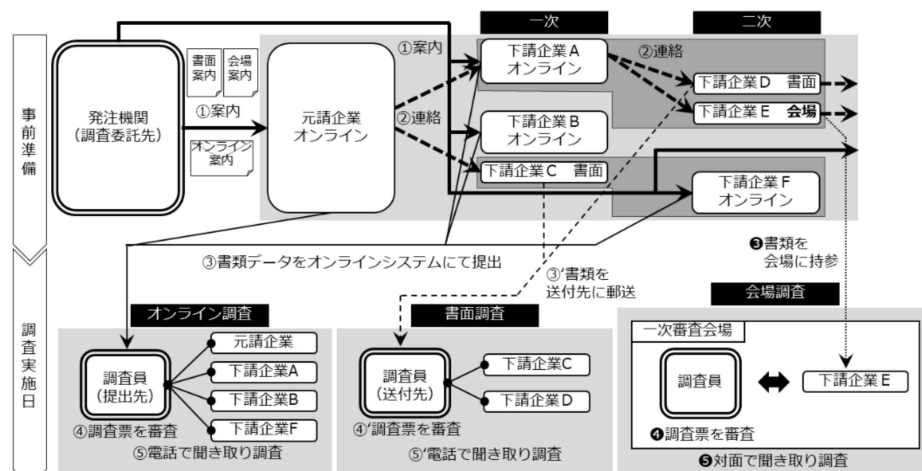 一次
二次
事前準備
発注機関
(調査委託先)
書面
案内
会場
案内
①案内
オンライン
案内
元請企業
オンライン
①案内
②連絡
下請企業A
オンライン
下請企業B
オンライン
下請企業C 書面
②連絡
下請企業D 書面
下請企業E 会場
下請企業F
オンライン
③書類データをオンラインシステムにて提出
③'書類を
送付先に郵送
❸書類を
会場に持参
調査実施日
オンライン調査
調査員
(提出先)
元請企業
下請企業A
下請企業B
下請企業F
④調査票を審査
⑤電話で聞き取り調査
書面調査
調査員
(送付先)
下請企業C
下請企業D
④'調査票を審査
⑤'電話で聞き取り調査
会場調査
一次審査会場
調査員
下請企業E
❹調査票を審査
❺対面で聞き取り調査